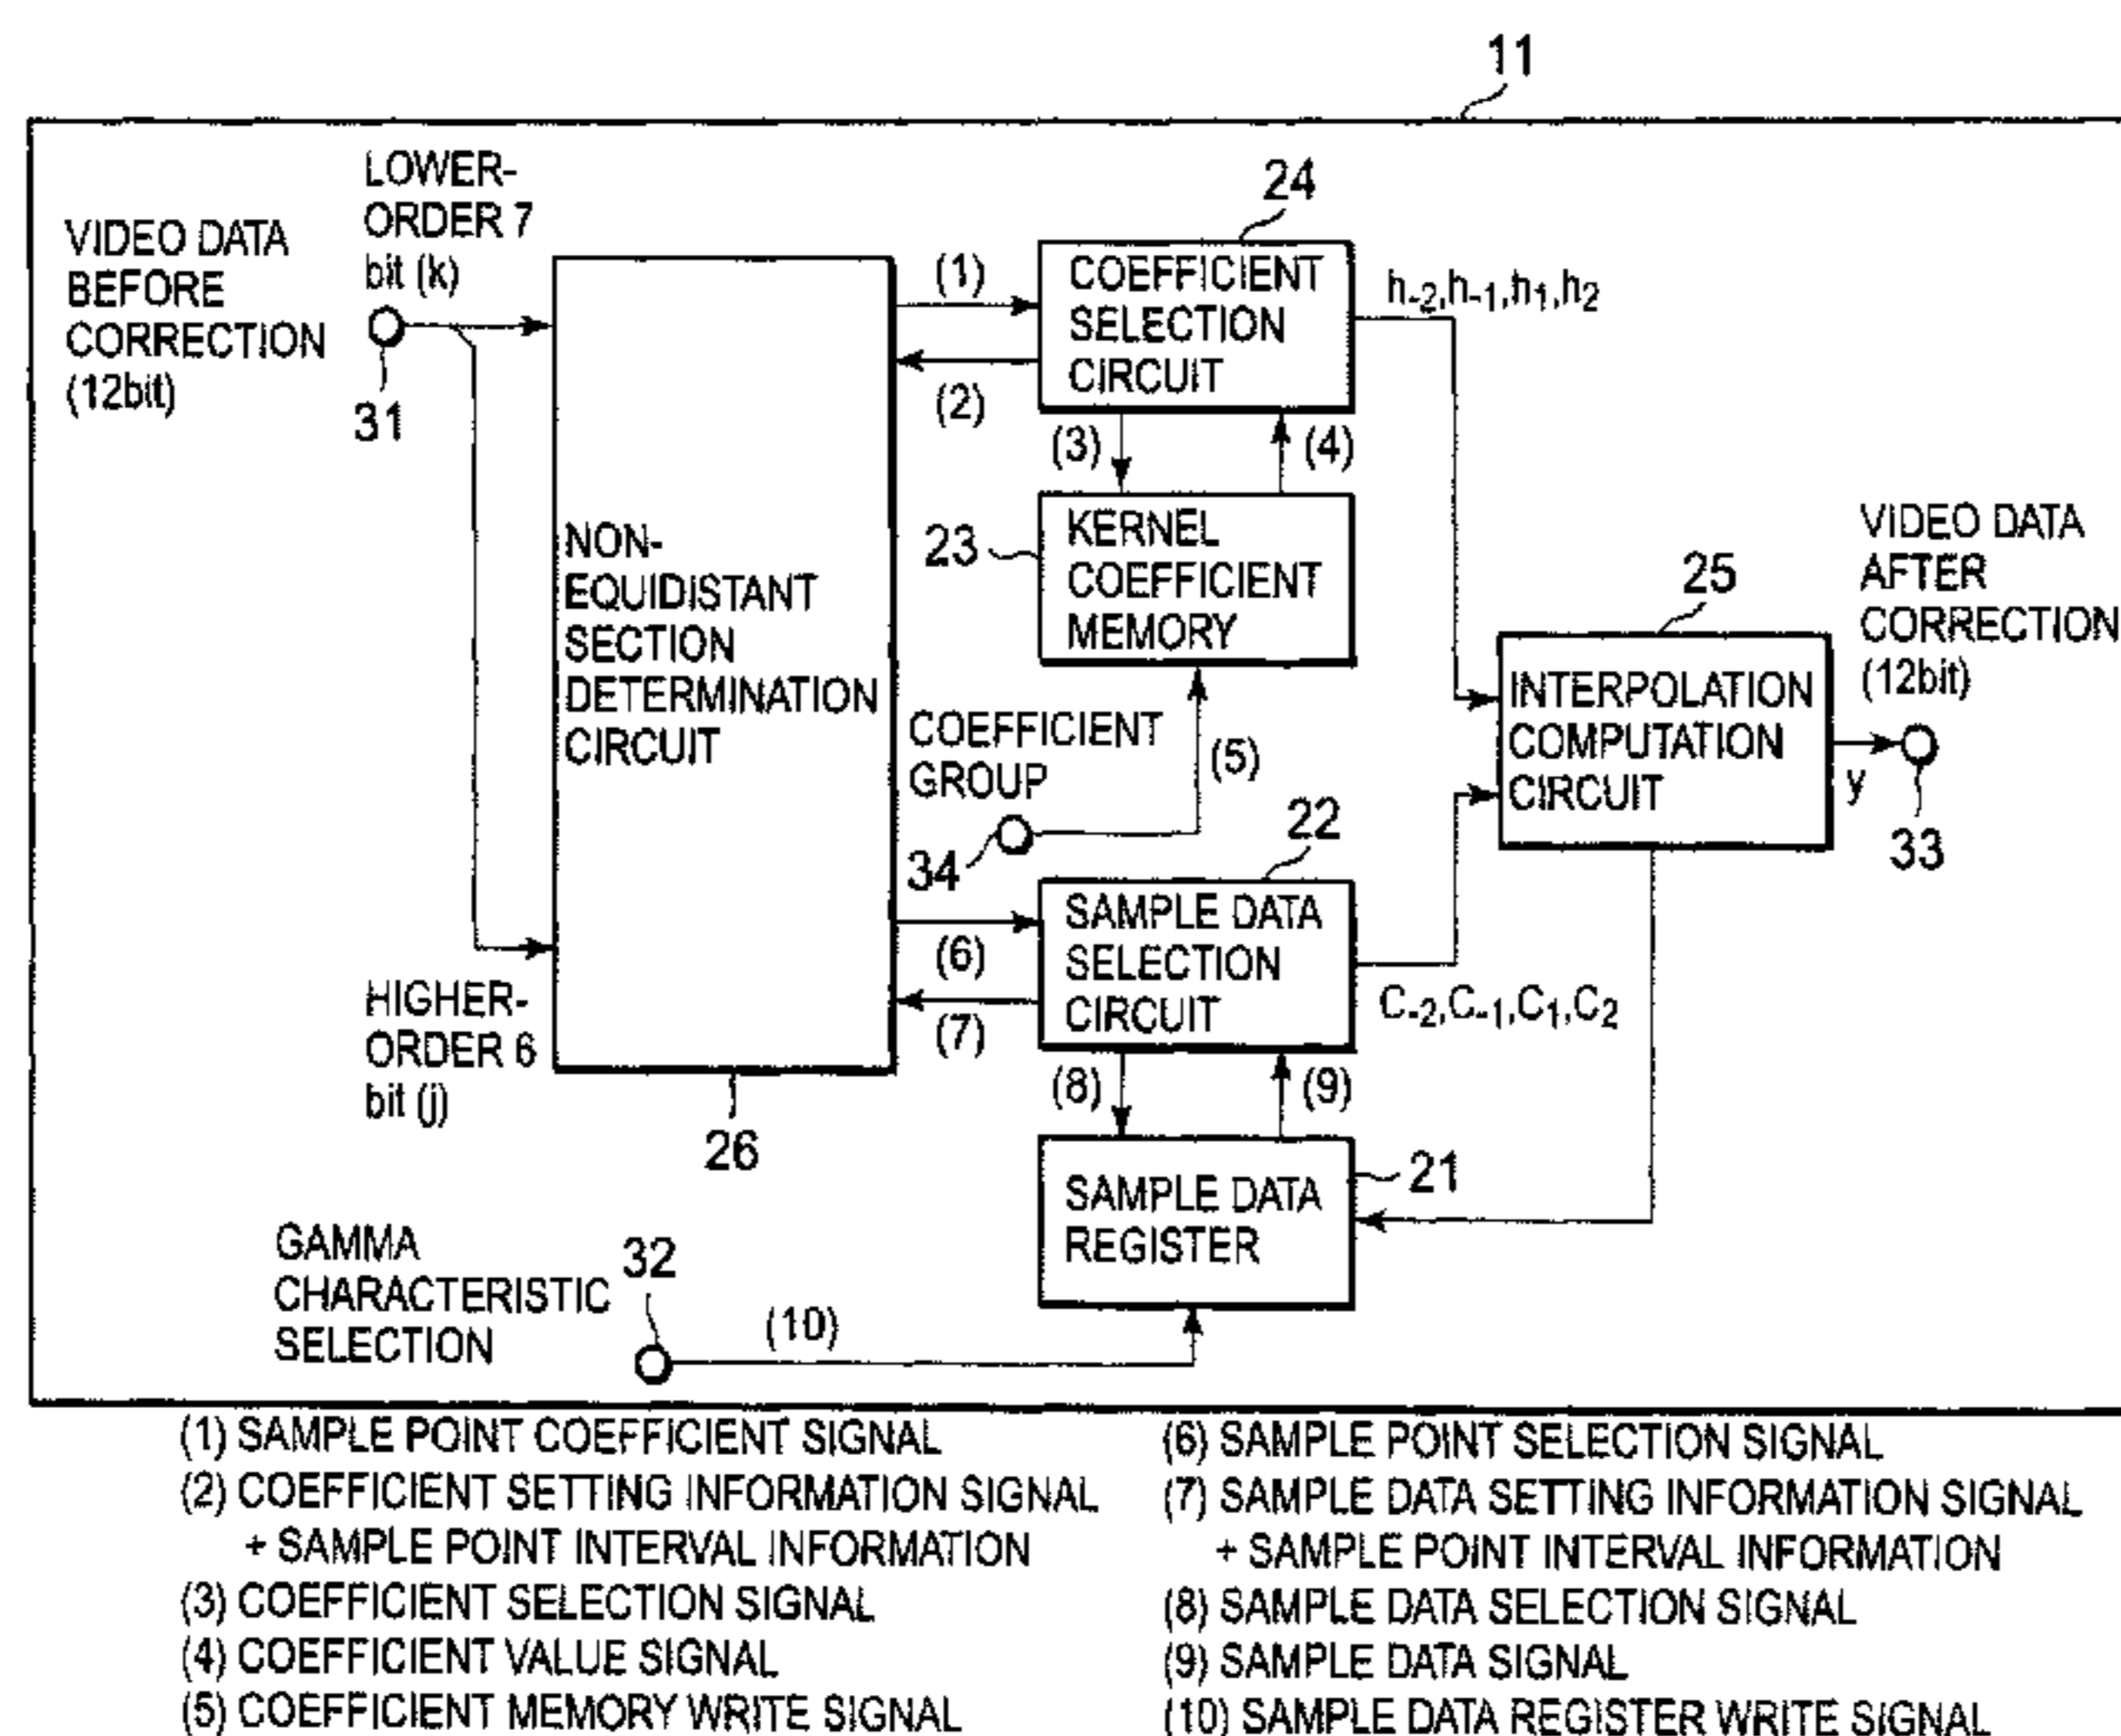 11
VIDEO DATA
BEFORE
CORRECTION
(12bit)
LOWER-
ORDER 7
bit (k)
31
HIGHER-
ORDER 6
bit (j)
NON-
EQUIDISTANT
SECTION
DETERMINATION
CIRCUIT
26
(1)
(2)
24
COEFFICIENT
SELECTION
CIRCUIT
h-2,h-1,h1,h2
(3)
(4)
23
KERNEL
COEFFICIENT
MEMORY
COEFFICIENT
GROUP
34
(5)
22
(6)
(7)
SAMPLE DATA
SELECTION
CIRCUIT
C-2,C-1,C1,C2
(8)
(9)
SAMPLE DATA
REGISTER
21
25
INTERPOLATION
COMPUTATION
CIRCUIT
VIDEO DATA
AFTER
CORRECTION
(12bit)
y
33
GAMMA
CHARACTERISTIC
SELECTION
32
(10)
(1) SAMPLE POINT COEFFICIENT SIGNAL
(2) COEFFICIENT SETTING INFORMATION SIGNAL
+ SAMPLE POINT INTERVAL INFORMATION
(3) COEFFICIENT SELECTION SIGNAL
(4) COEFFICIENT VALUE SIGNAL
(5) COEFFICIENT MEMORY WRITE SIGNAL
(6) SAMPLE POINT SELECTION SIGNAL
(7) SAMPLE DATA SETTING INFORMATION SIGNAL
+ SAMPLE POINT INTERVAL INFORMATION
(8) SAMPLE DATA SELECTION SIGNAL
(9) SAMPLE DATA SIGNAL
(10) SAMPLE DATA REGISTER WRITE SIGNAL